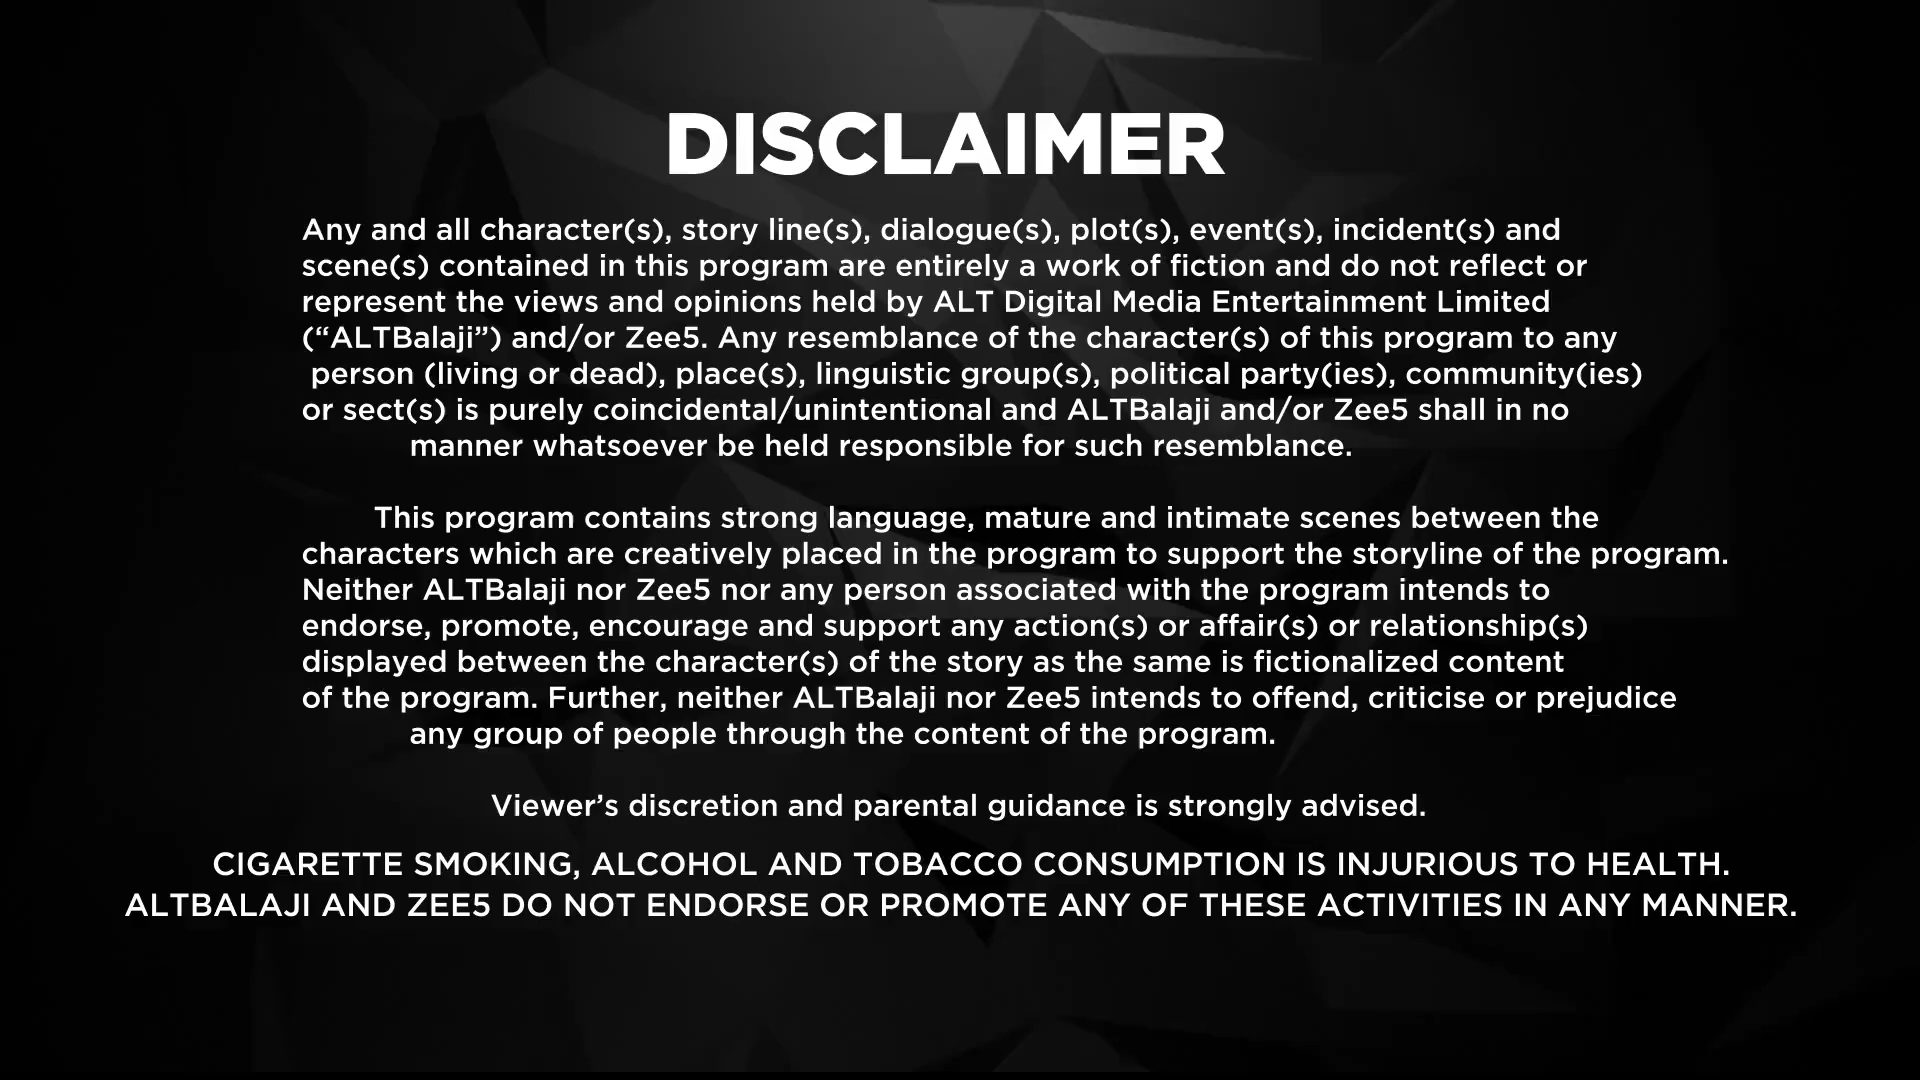 DISCLAIMER
Any and all character(s), story line(s), dialogue(s), plot(s), event(s), incident(s) and
scene(s) contained in this program are entirely a work of fiction and do not reflect or
represent the views and opinions held by ALT Digital Media Entertainment Limited
(“ALTBalaji”) and/or Zee5. Any resemblance of the character(s) of this program to any
person (living or dead), place(s), linguistic group(s), political party(ies), community(ies)
or sect(s) is purely coincidental/unintentional and ALTBalaji and/or Zee5 shall in no
manner whatsoever be held responsible for such resemblance.
This program contains strong language, mature and intimate scenes between the
characters which are creatively placed in the program to support the storyline of the program.
Neither ALTBalaji nor Zee5 nor any person associated with the program intends to
endorse, promote, encourage and support any action(s) or affair(s) or relationship(s)
displayed between the character(s) of the story as the same is fictionalized content
of the program. Further, neither ALTBalaji nor Zee5 intends to offend, criticise or prejudice
any group of people through the content of the program.
Viewer’s discretion and parental guidance is strongly advised.
CIGARETTE SMOKING, ALCOHOL AND TOBACCO CONSUMPTION IS INJURIOUS TO HEALTH.
ALTBALAJI AND ZEE5 DO NOT ENDORSE OR PROMOTE ANY OF THESE ACTIVITIES IN ANY MANNER.